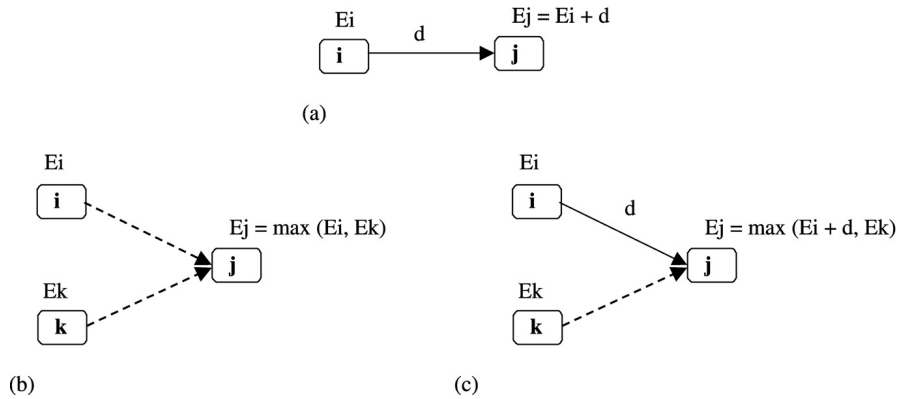 Ei
Ej = Ei + d
d
i
j
(a)
Ei
i
Ej = max (Ei, Ek)
j
Ek
k
(b)
Ei
i
d
Ej = max (Ei + d, Ek)
j
Ek
k
(c)